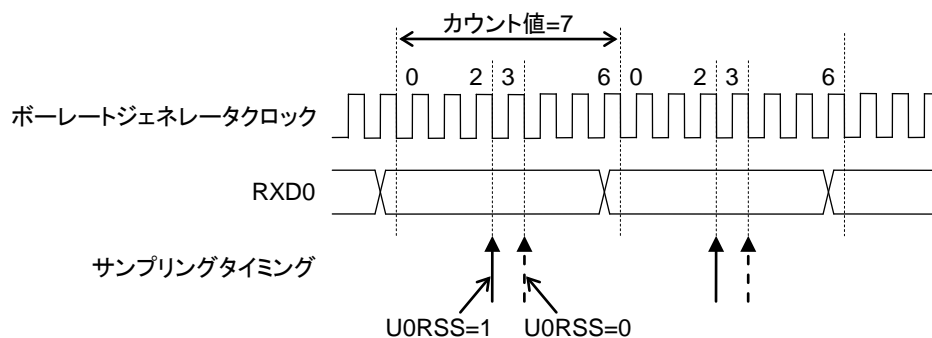 カウント値=7
0 2 3 6 0 2 3 6
ボーレートジェネレータクロック
RXD0
サンプリングタイミング
U0RSS=1 U0RSS=0